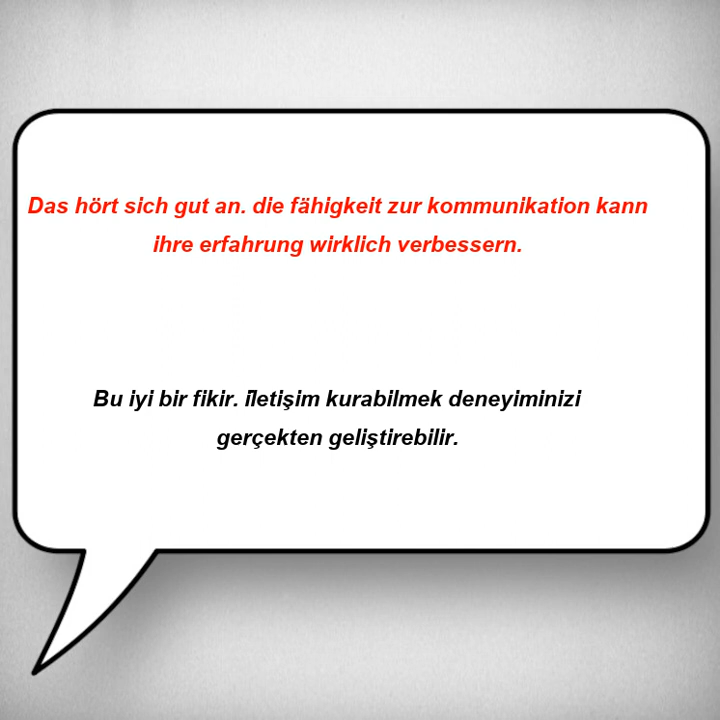 Das hört sich gut an. die fähigkeit zur kommunikation kann
ihre erfahrung wirklich verbessern.
Bu iyi bir fikir. i̇letişim kurabilmek deneyiminizi
gerçekten geliştirebilir.